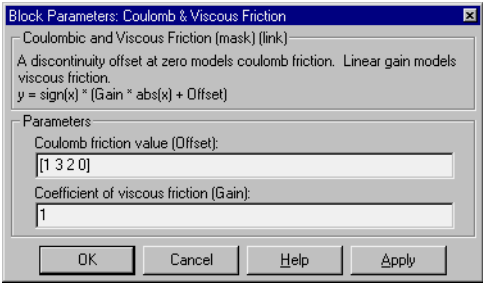 Block Parameters: Coulomb & Viscous Friction
Coulombic and Viscous Friction (mask) (link)
A discontinuity offset at zero models coulomb friction. Linear gain models
viscous friction.
y = sign(x) * (Gain * abs(x) + Offset)
Parameters
Coulomb friction value (Offset):
[1 3 2 0]
Coefficient of viscous friction (Gain):
1
OK Cancel Help Apply